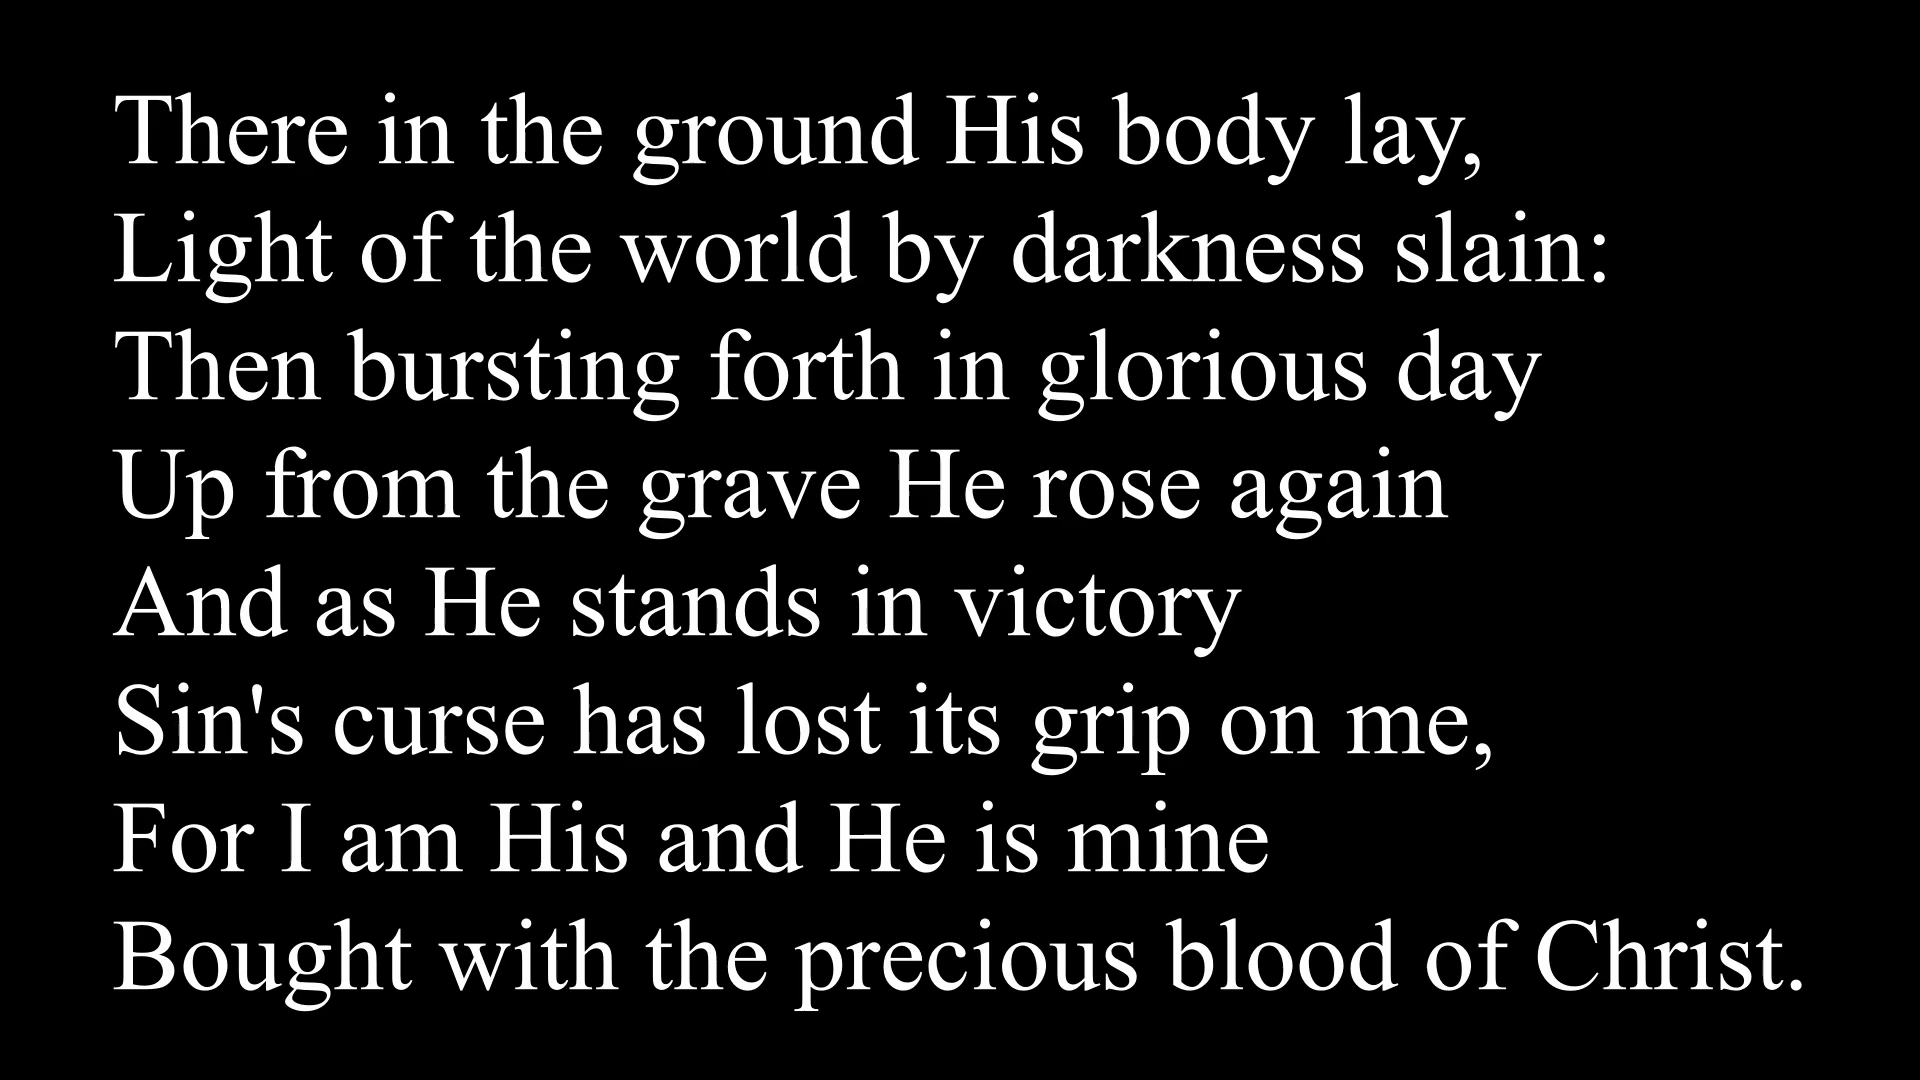 There in the ground His body lay,
Light of the world by darkness slain:
Then bursting forth in glorious day
Up from the grave He rose again
And as He stands in victory
Sin's curse has lost its grip on me,
For I am His and He is mine
Bought with the precious blood of Christ.